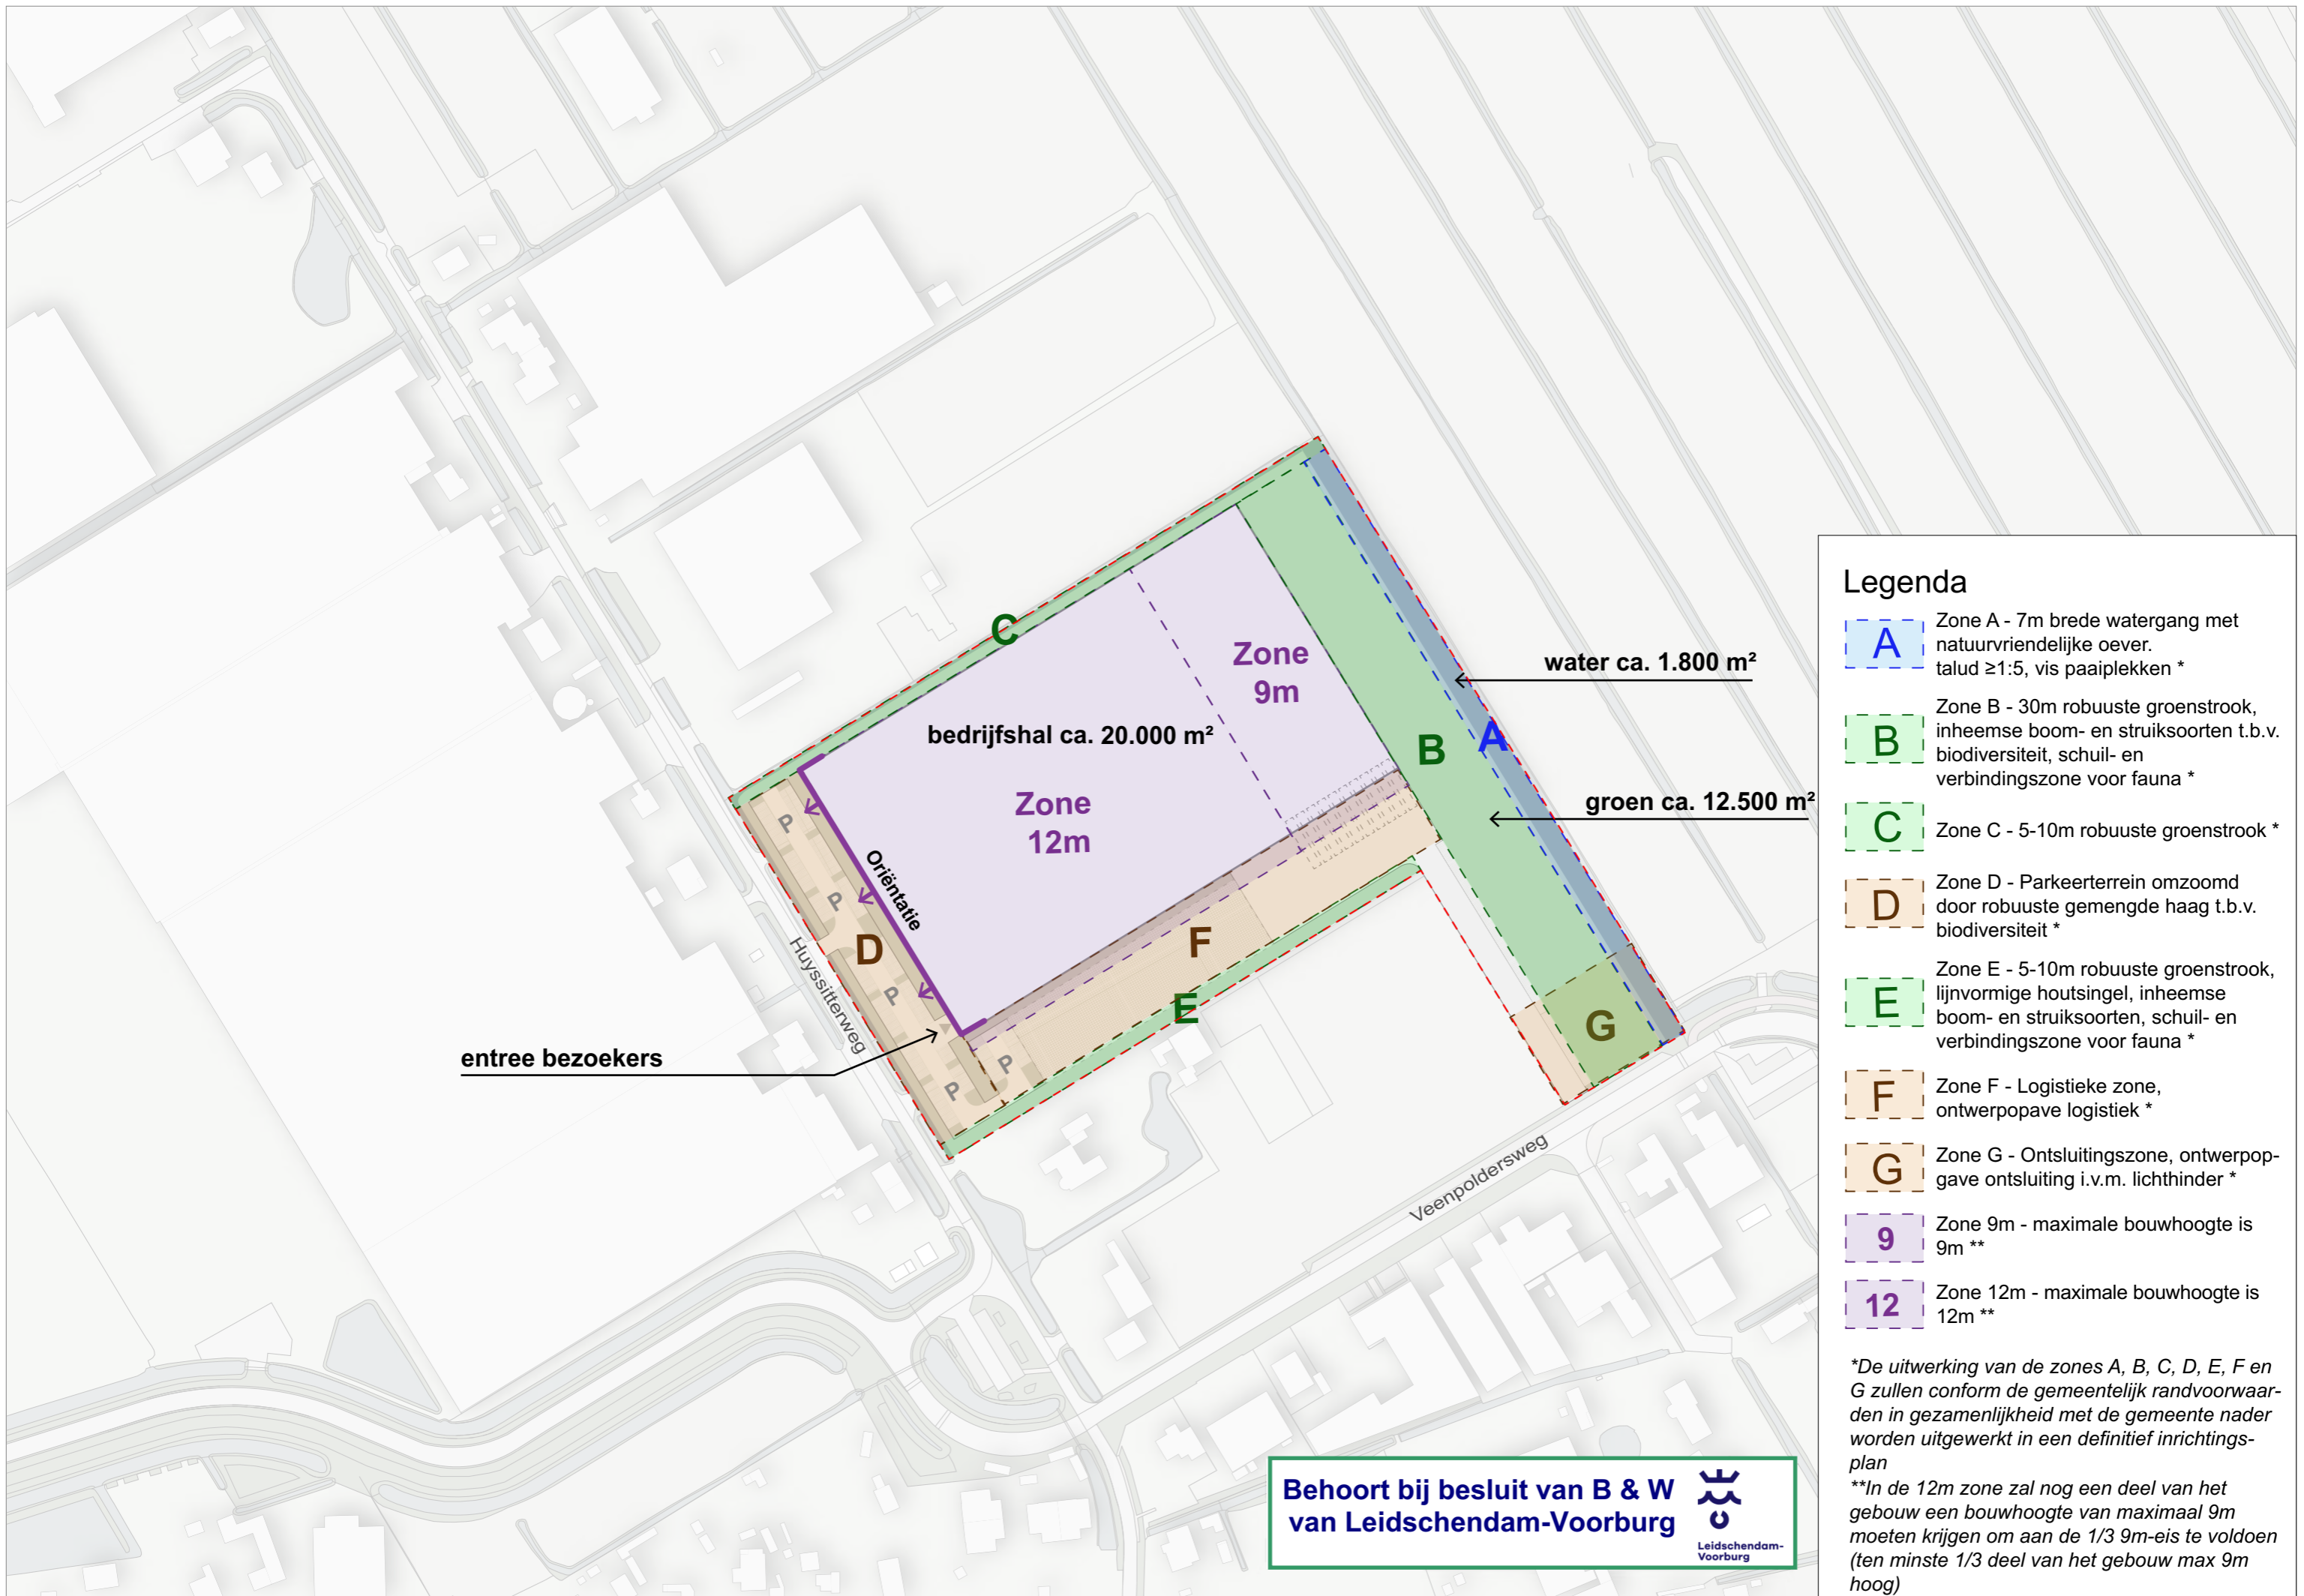 C
Zone
9m
water ca. 1.800 m²
bedrijfshal ca. 20.000 m²
B
A
Zone
12m
groen ca. 12.500 m²
P
Oriëntatie
P
D
F
P
Huyssitterweg
E
G
entree bezoekers
P
P
Veenpoldersweg
Legenda
A
Zone A - 7m brede watergang met
natuurvriendelijke oever.
talud ≥1:5, vis paaiplekken *
B
Zone B - 30m robuuste groenstrook,
inheemse boom- en struiksoorten t.b.v.
biodiversiteit, schuil- en
verbindingszone voor fauna *
C
Zone C - 5-10m robuuste groenstrook *
D
Zone D - Parkeerterrein omzoomd
door robuuste gemengde haag t.b.v.
biodiversiteit *
E
Zone E - 5-10m robuuste groenstrook,
lijnvormige houtsingel, inheemse
boom- en struiksoorten, schuil- en
verbindingszone voor fauna *
F
Zone F - Logistieke zone,
ontwerpopave logistiek *
G
Zone G - Ontsluitingszone, ontwerpop-
gave ontsluiting i.v.m. lichthinder *
9
Zone 9m - maximale bouwhoogte is
9m **
12
Zone 12m - maximale bouwhoogte is
12m **
*De uitwerking van de zones A, B, C, D, E, F en
G zullen conform de gemeentelijk randvoorwaar-
den in gezamenlijkheid met de gemeente nader
worden uitgewerkt in een definitief inrichtings-
plan
**In de 12m zone zal nog een deel van het
gebouw een bouwhoogte van maximaal 9m
moeten krijgen om aan de 1/3 9m-eis te voldoen
(ten minste 1/3 deel van het gebouw max 9m
hoog)
Behoort bij besluit van B & W
van Leidschendam-Voorburg
Leidschendam-
Voorburg